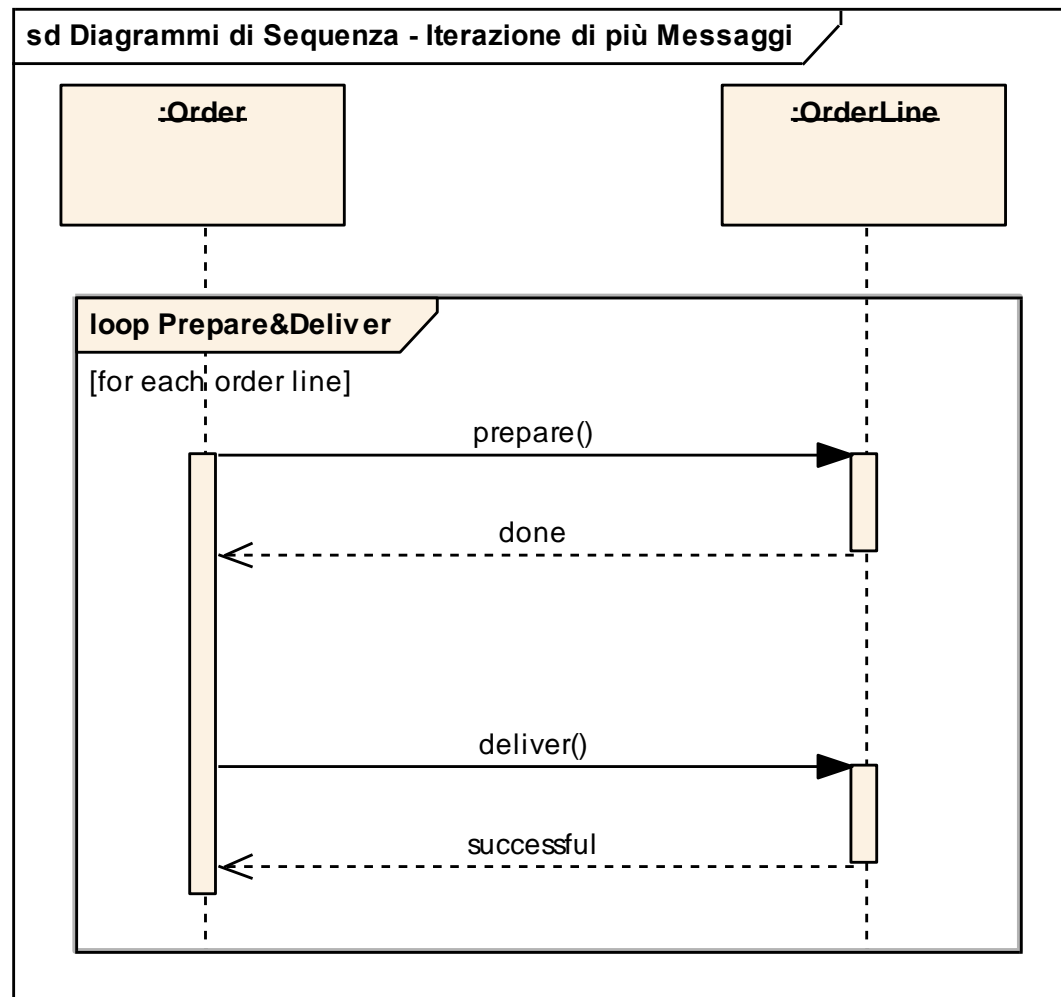 sd Diagrammi di Sequenza - Iterazione di più Messaggi
:Order
:OrderLine
loop Prepare&Deliver
[for each order line]
prepare()
done
deliver()
successful